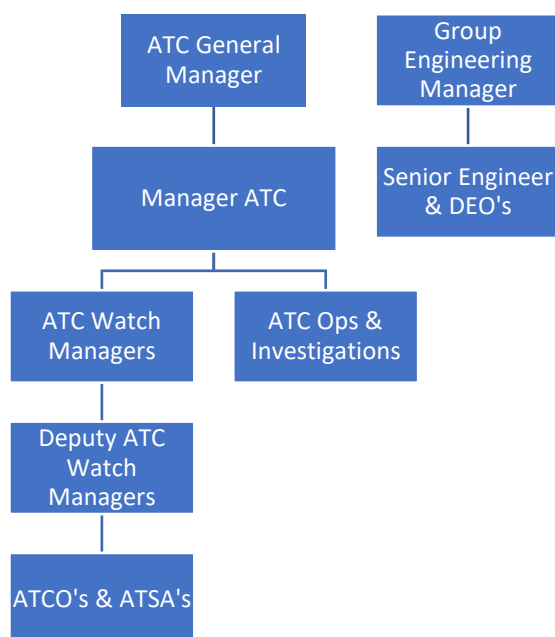 ATC General
Manager
Group
Engineering
Manager
Manager ATC
Senior Engineer
& DEO's
ATC Watch
Managers
ATC Ops &
Investigations
Deputy ATC
Watch
Managers
ATCO's & ATSA's